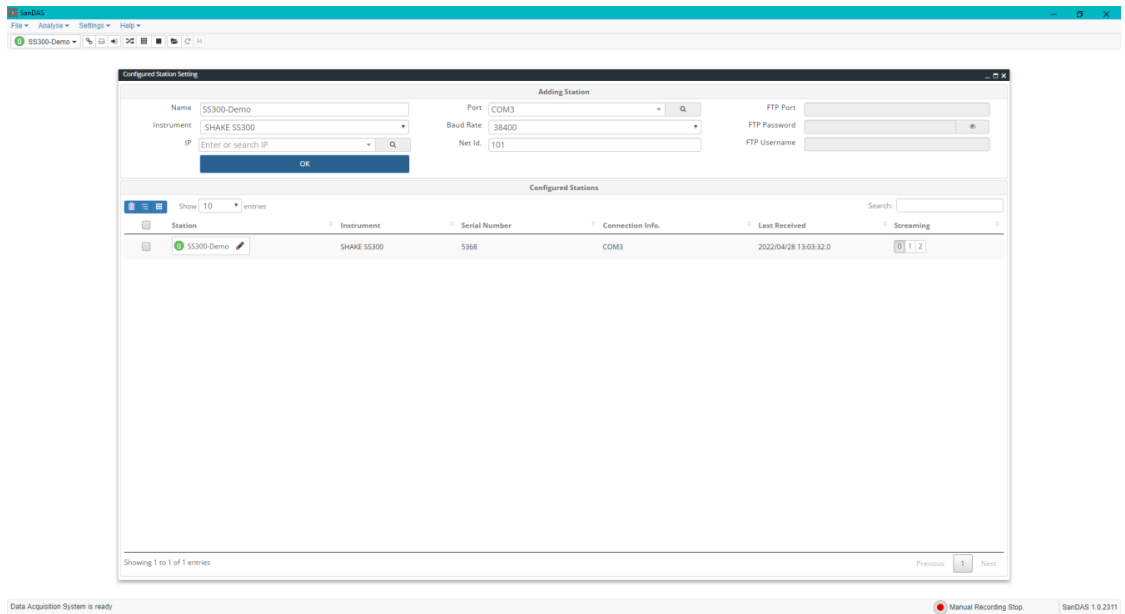 SanDAS
File Analyse Settings Help
0 SS300-Demo
Configured Station Setting
Adding Station
Name SS300-Demo Port COM3 FTP Port
Instrument SHAKE SS300 Baud Rate 38400 FTP Password
IP Enter or search IP Net Id. 101 FTP Username
OK
Configured Stations
Show 10 entries Search:
Station Instrument Serial Number Connection Info. Last Received Streaming
0 SS300-Demo SHAKE SS300 5368 COM3 2022/04/28 13:03:32.0 0 1 2
Showing 1 to 1 of 1 entries Previous 1 Next
Data Acquisition System is ready Manual Recording Stop. SanDAS 1.0.2311